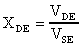 X_DE = V_DE / V_SE